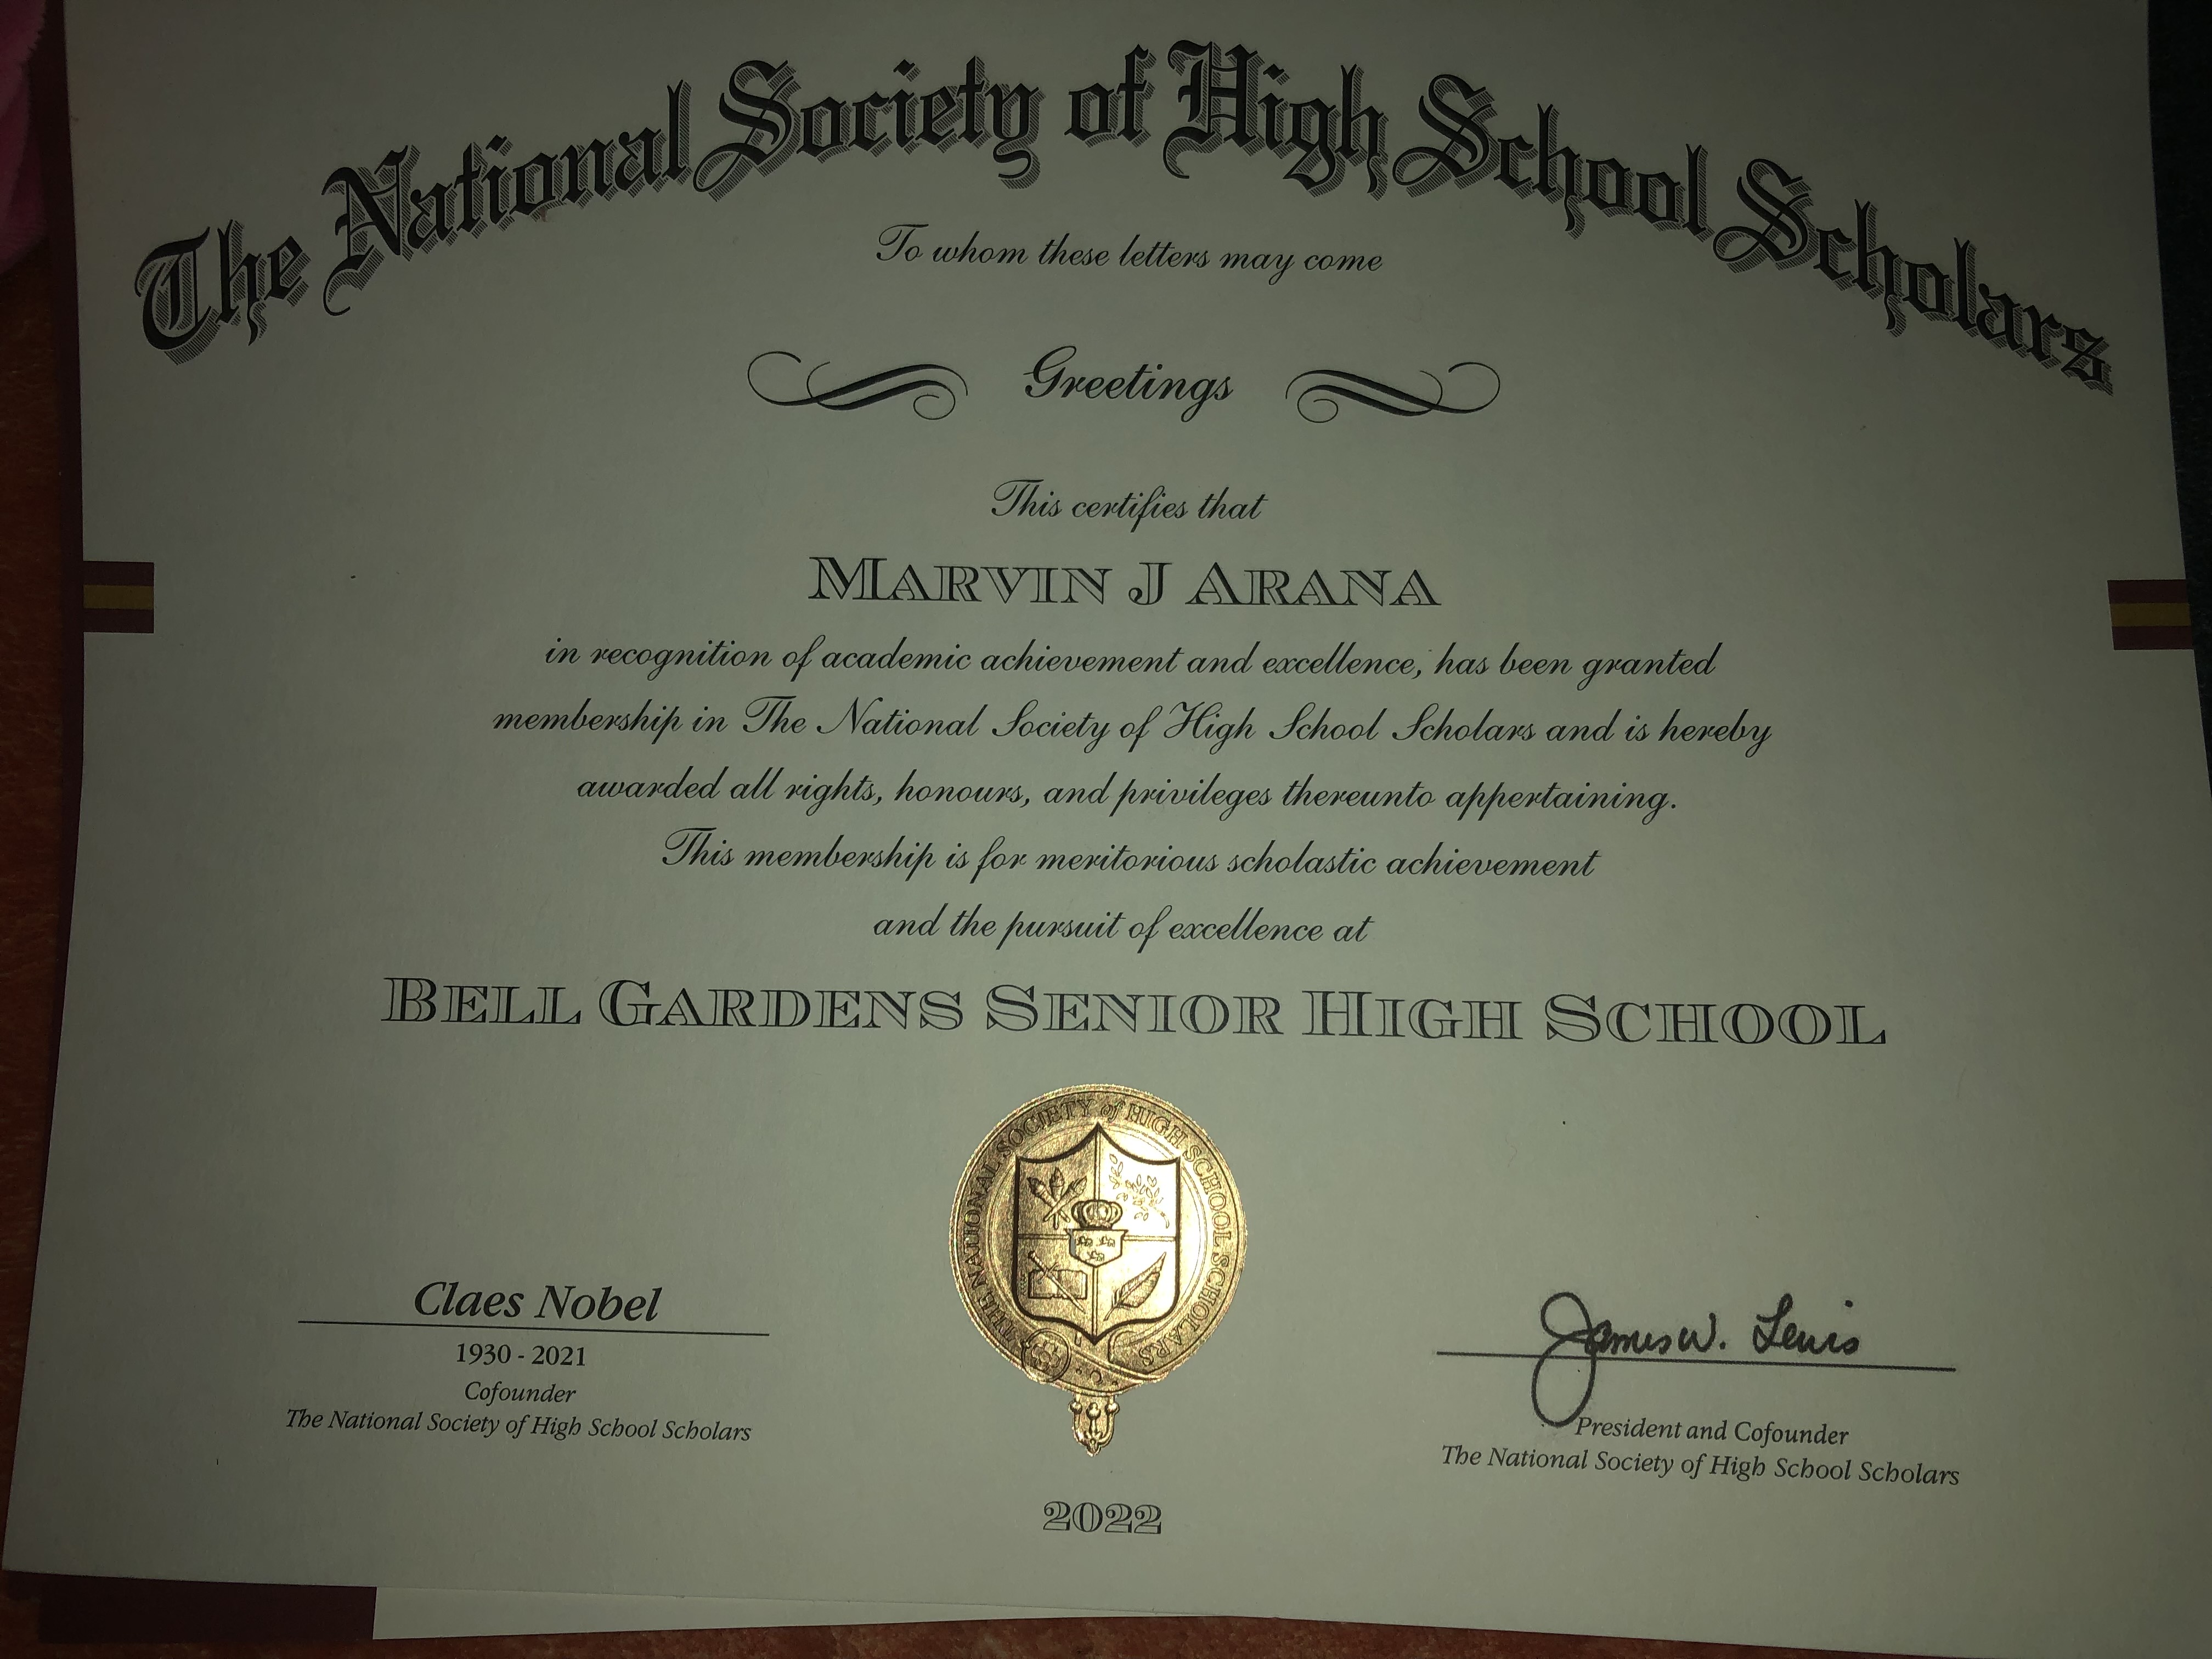 The National Society of High School Scholars
To whom these letters may come
Greetings
This certifies that
MARVIN J ARANA
in recognition of academic achievement and excellence, has been granted
membership in The National Society of High School Scholars and is hereby
awarded all rights, honours, and privileges thereunto appertaining.
This membership is for meritorious scholastic achievement
and the pursuit of excellence at
BELL GARDENS SENIOR HIGH SCHOOL
THE NATIONAL SOCIETY of HIGH SCHOOL SCHOLARS
Claes Nobel
1930 - 2021
Cofounder
The National Society of High School Scholars
2022
James W. Lewis
President and Cofounder
The National Society of High School Scholars